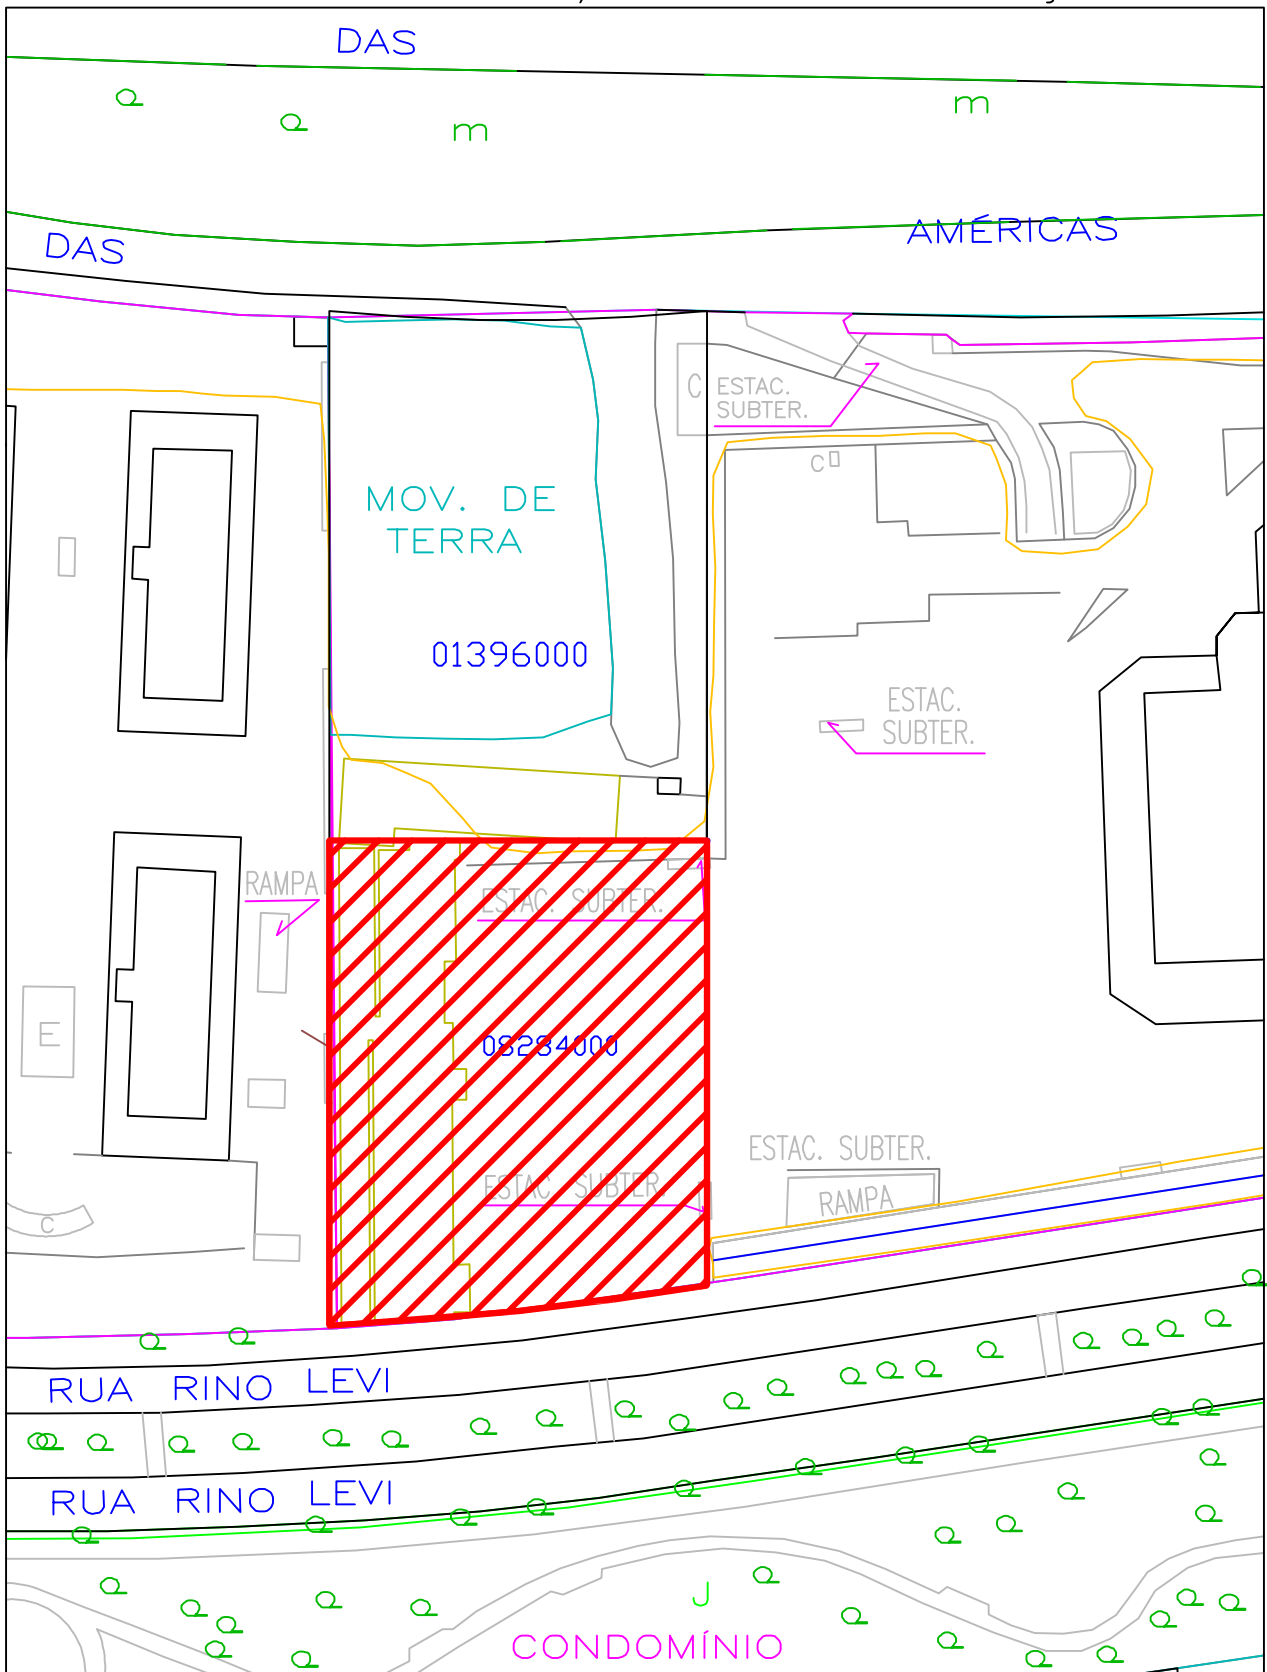 DAS
m
m
DAS
AMÉRICAS
C
ESTAC.
SUBTER.
C
MOV. DE
TERRA
01396000
ESTAC.
SUBTER.
RAMPA
ESTAC. SUBTER.
E
08284000
ESTAC. SUBTER.
ESTAC. SUBTER.
RAMPA
C
RUA RINO LEVI
RUA RINO LEVI
J
CONDOMÍNIO